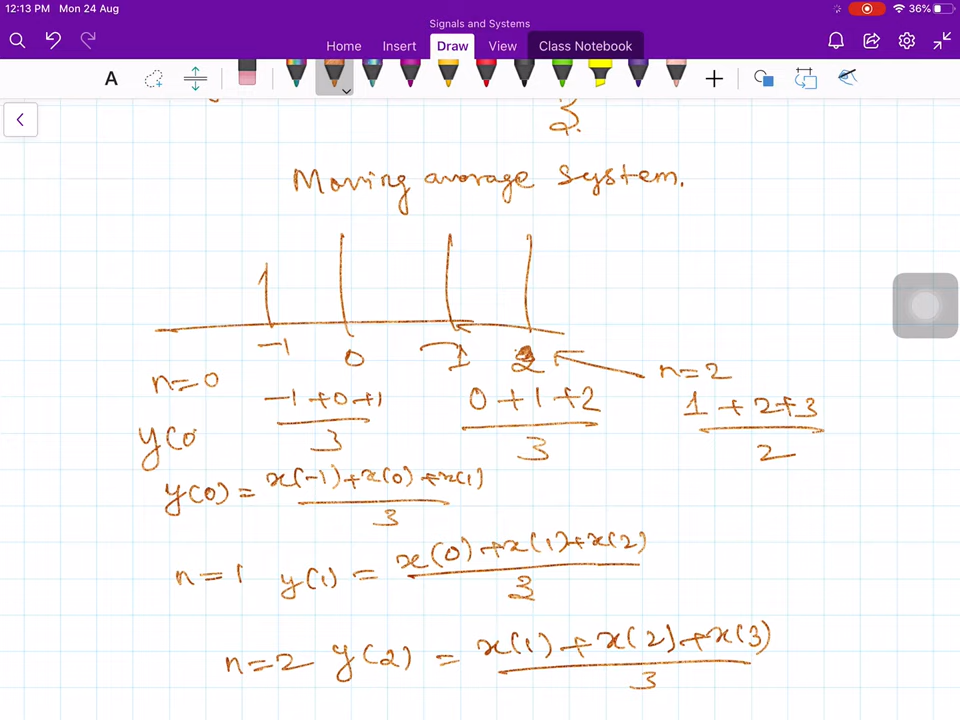 12:13 PM Mon 24 Aug
Signals and Systems
36%
Home Insert Draw View Class Notebook
A
3.
Moving average system.
1
-1 0 1 2
n=0 n=2
-1+0+1 0+1+2 1+2+3
3 3 2
y(0
y(0) = x(-1)+x(0)+x(1)
3
n=1 y(1) = x(0)+x(1)+x(2)
3
n=2 y(2) = x(1)+x(2)+x(3)
3